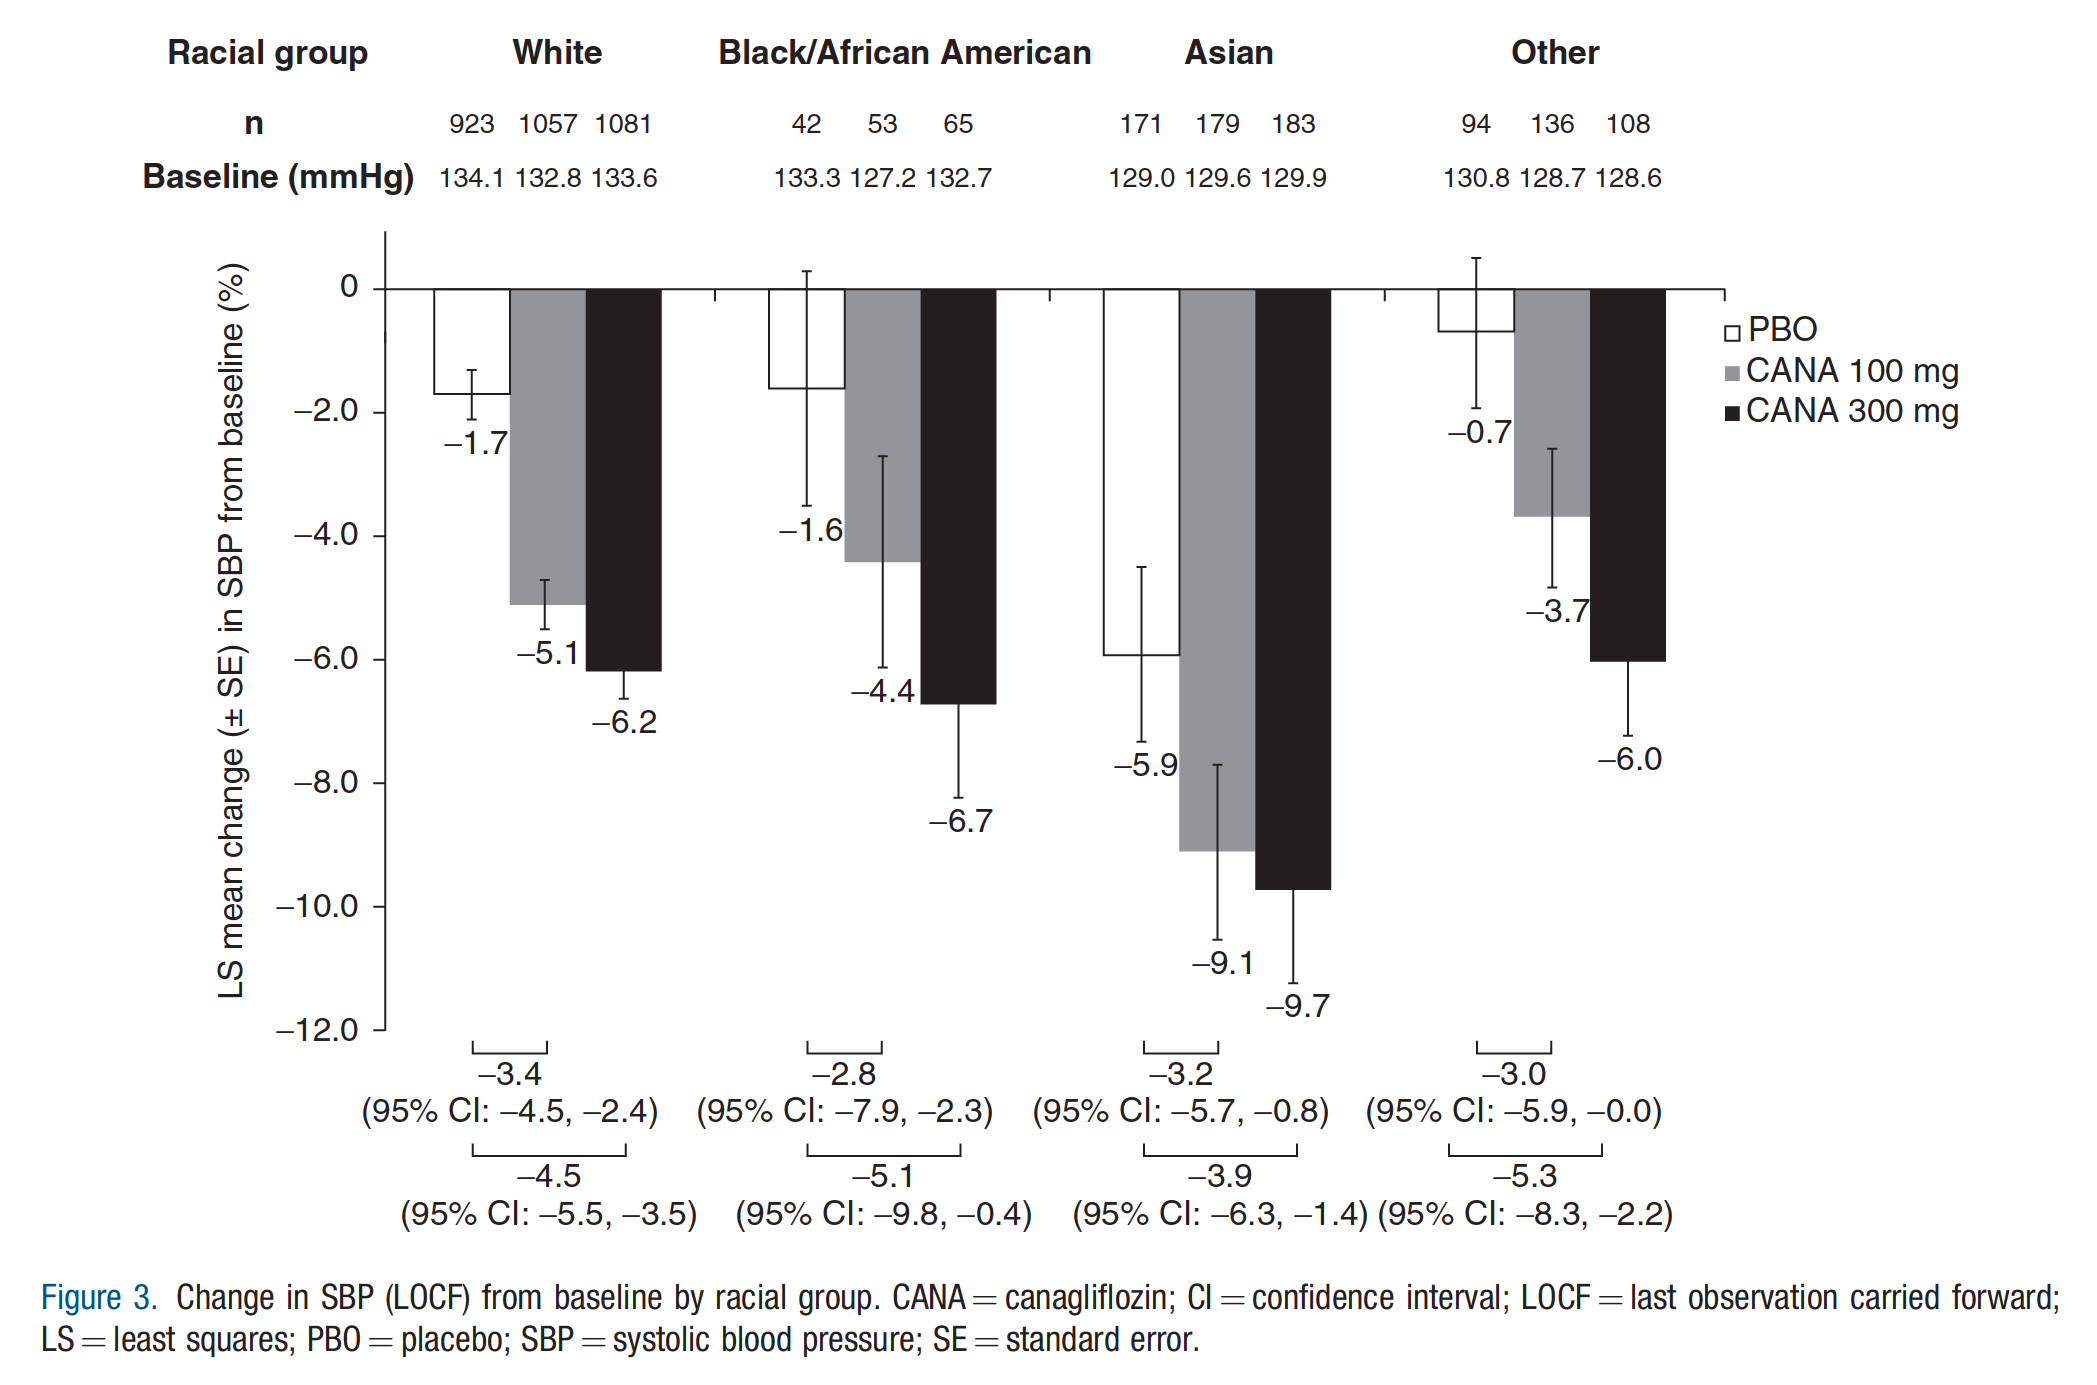 Racial group White Black/African American Asian Other
n 923 1057 1081 42 53 65 171 179 183 94 136 108
Baseline (mmHg) 134.1 132.8 133.6 133.3 127.2 132.7 129.0 129.6 129.9 130.8 128.7 128.6
LS mean change (± SE) in SBP from baseline (%)
0
−2.0
−4.0
−6.0
−8.0
−10.0
−12.0
−1.7
−5.1
−6.2
−1.6
−4.4
−6.7
−5.9
−9.1
−9.7
−0.7
−3.7
−6.0
PBO
CANA 100 mg
CANA 300 mg
−3.4 −2.8 −3.2 −3.0
(95% CI: −4.5, −2.4) (95% CI: −7.9, −2.3) (95% CI: −5.7, −0.8) (95% CI: −5.9, −0.0)
−4.5 −5.1 −3.9 −5.3
(95% CI: −5.5, −3.5) (95% CI: −9.8, −0.4) (95% CI: −6.3, −1.4) (95% CI: −8.3, −2.2)
Figure 3. Change in SBP (LOCF) from baseline by racial group. CANA = canagliflozin; CI = confidence interval; LOCF = last observation carried forward;
LS = least squares; PBO = placebo; SBP = systolic blood pressure; SE = standard error.